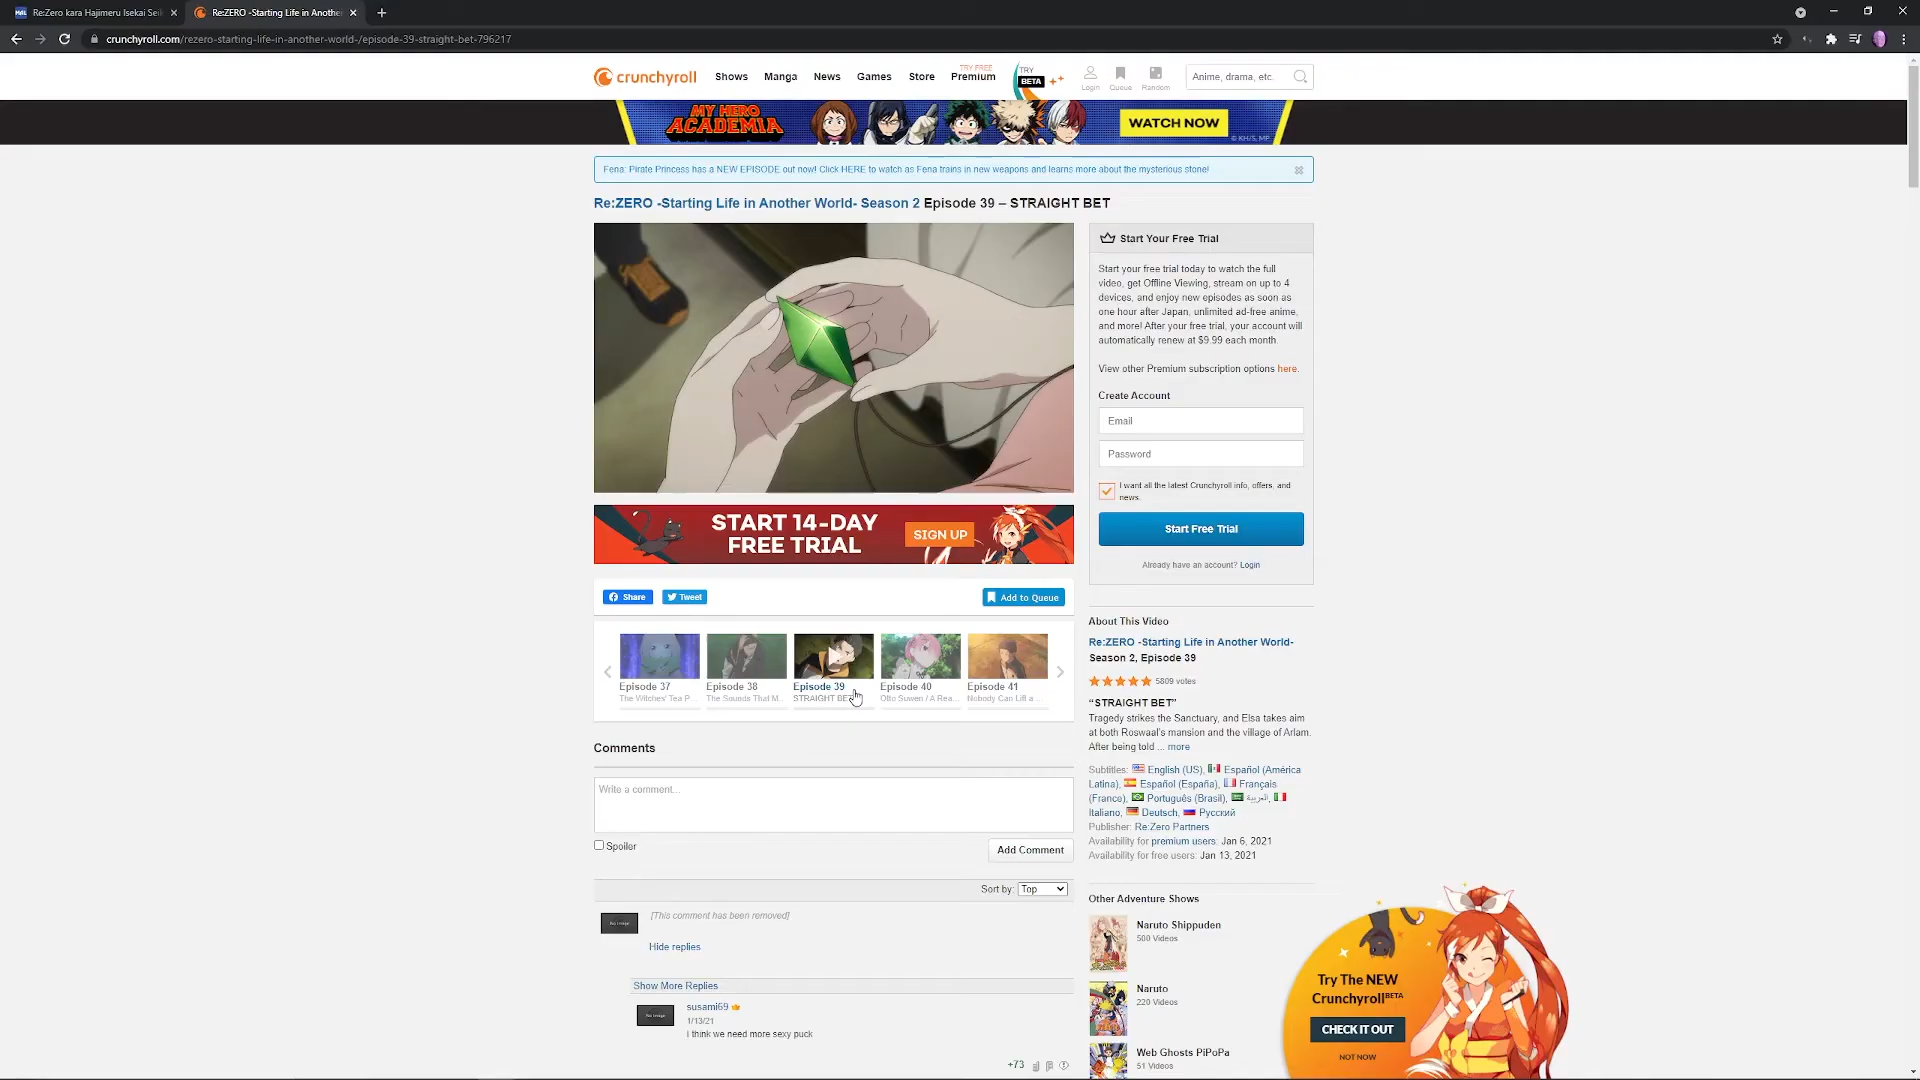 Re:Zero kara Hajimeru Isekai Sei
Re:ZERO -Starting Life in Anothe
crunchyroll.com/rezero-starting-life-in-another-world-/episode-39-straight-bet-796217
crunchyroll
Shows
Manga
News
Games
Store
TRY FREE
Premium
TRY
BETA
Login
Queue
Random
Anime, drama, etc.
MY HERO
ACADEMIA
WATCH NOW
© KH/S, MP.
Fena: Pirate Princess has a NEW EPISODE out now! Click HERE to watch as Fena trains in new weapons and learns more about the mysterious stone!
Re:ZERO -Starting Life in Another World- Season 2 Episode 39 – STRAIGHT BET
START 14-DAY
FREE TRIAL
SIGN UP
Share
Tweet
Add to Queue
Episode 37
The Witches' Tea P...
Episode 38
The Sounds That M...
Episode 39
STRAIGHT BET
Episode 40
Otto Suwen / A Rea...
Episode 41
Nobody Can Lift a ...
Comments
Write a comment...
Spoiler
Add Comment
Sort by: Top
[This comment has been removed]
Hide replies
Show More Replies
susami69
1/13/21
I think we need more sexy puck
+73
Start Your Free Trial
Start your free trial today to watch the full
video, get Offline Viewing, stream on up to 4
devices, and enjoy new episodes as soon as
one hour after Japan, unlimited ad-free anime,
and more! After your free trial, your account will
automatically renew at $9.99 each month.
View other Premium subscription options here.
Create Account
Email
Password
I want all the latest Crunchyroll info, offers, and
news.
Start Free Trial
Already have an account? Login
About This Video
Re:ZERO -Starting Life in Another World-
Season 2, Episode 39
5809 votes
“STRAIGHT BET”
Tragedy strikes the Sanctuary, and Elsa takes aim
at both Roswaal's mansion and the village of Arlam.
After being told ... more
Subtitles: English (US), Español (América
Latina), Español (España), Français
(France), Português (Brasil), العربية,
Italiano, Deutsch, Русский
Publisher: Re:Zero Partners
Availability for premium users: Jan 6, 2021
Availability for free users: Jan 13, 2021
Other Adventure Shows
Naruto Shippuden
500 Videos
Naruto
220 Videos
Web Ghosts PiPoPa
51 Videos
Try The NEW
Crunchyroll BETA
CHECK IT OUT
NOT NOW